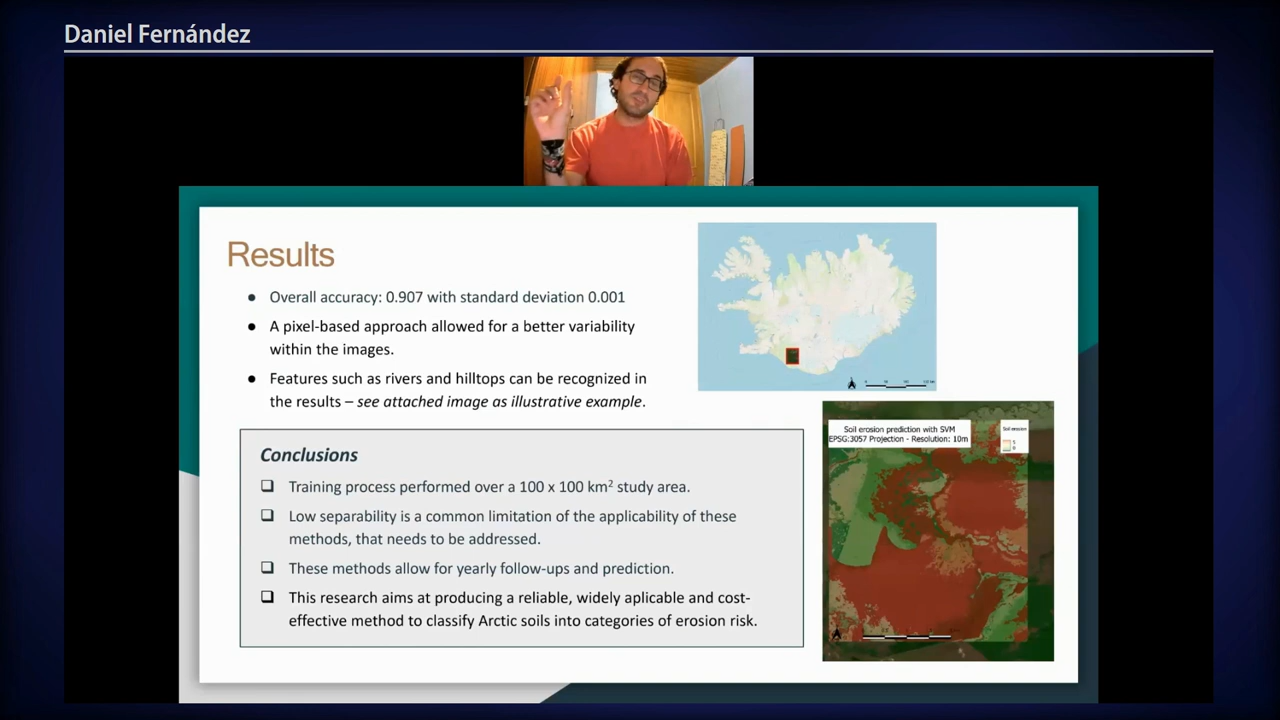 Daniel Fernández
Results
● Overall accuracy: 0.907 with standard deviation 0.001
● A pixel-based approach allowed for a better variability
within the images.
● Features such as rivers and hilltops can be recognized in
the results – see attached image as illustrative example.
Conclusions
❑ Training process performed over a 100 x 100 km² study area.
❑ Low separability is a common limitation of the applicability of these
methods, that needs to be addressed.
❑ These methods allow for yearly follow-ups and prediction.
❑ This research aims at producing a reliable, widely aplicable and cost-
effective method to classify Arctic soils into categories of erosion risk.
Soil erosion prediction with SVM
EPSG:3057 Projection - Resolution: 10m
Soil erosion